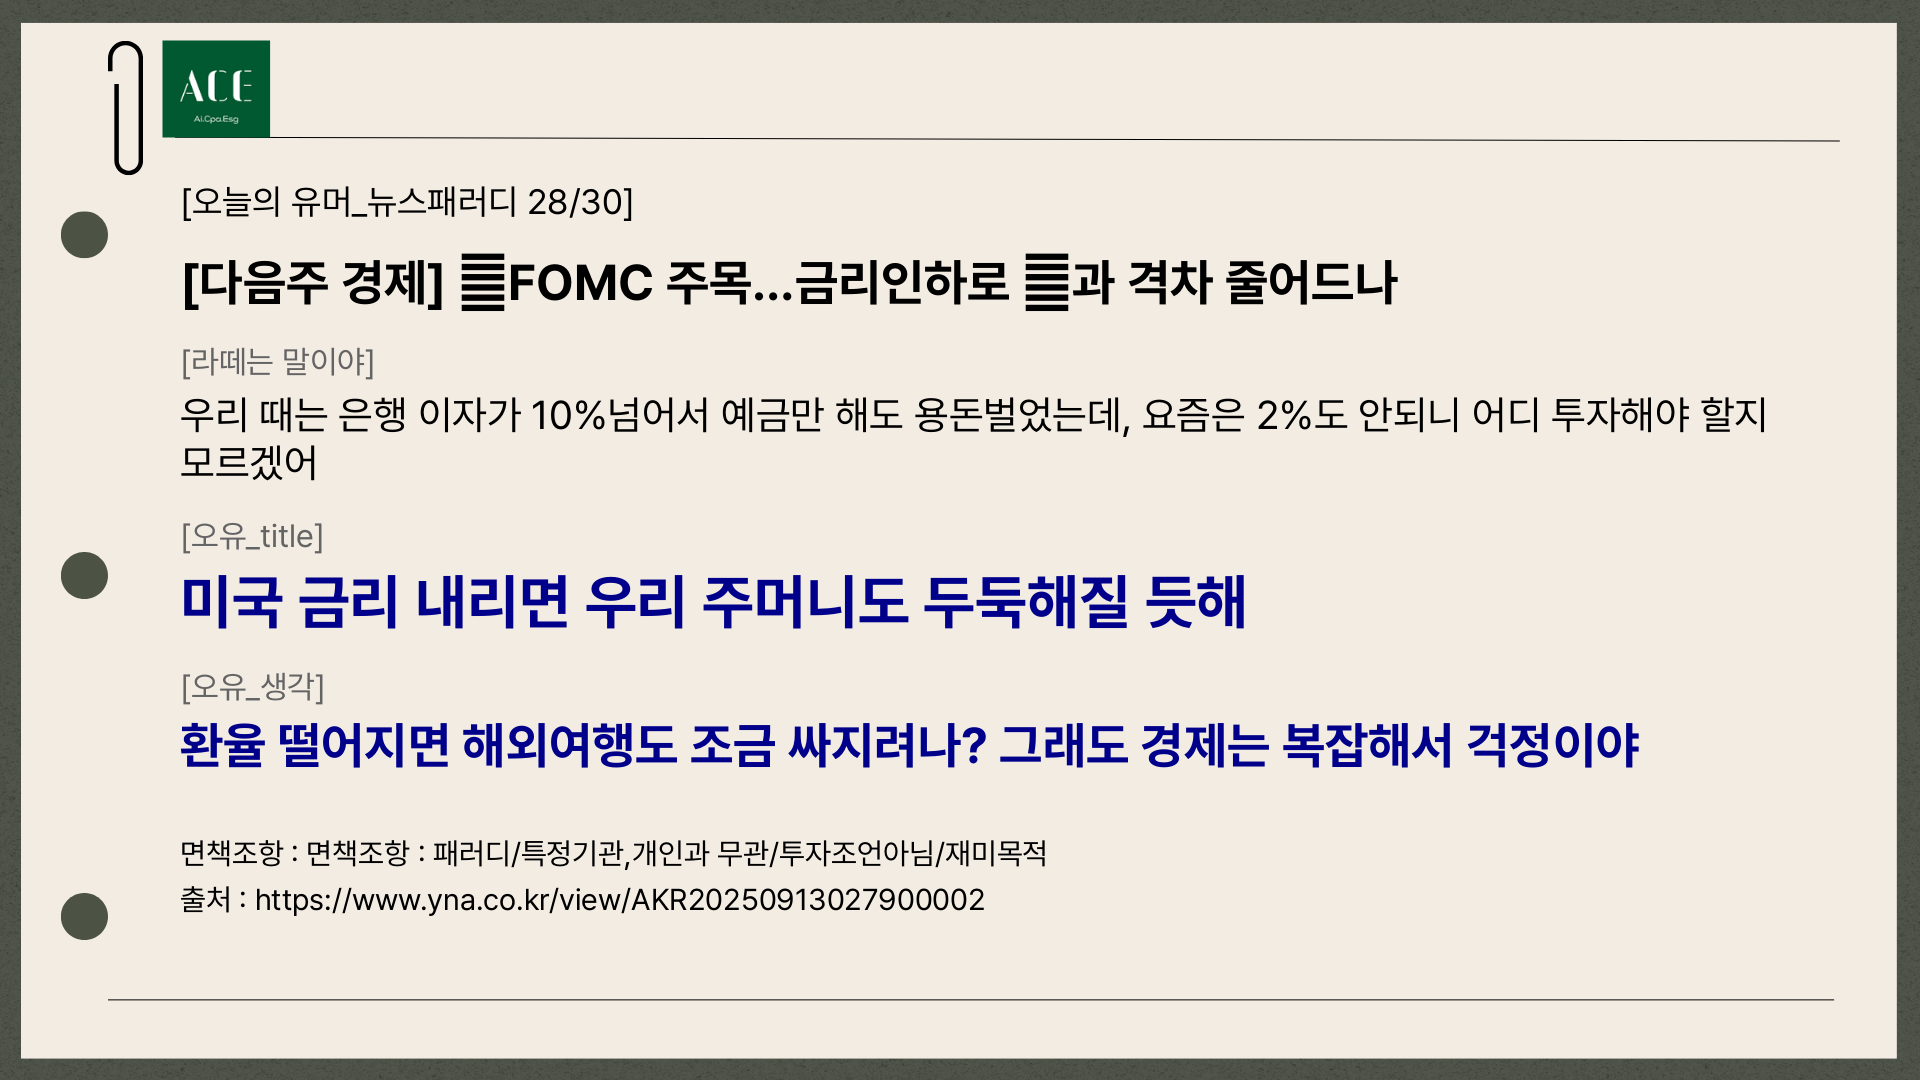 ACE
Ai.Cpa.Esg
[오늘의 유머_뉴스패러디 28/30]
[다음주 경제] FOMC 주목...금리인하로 과 격차 줄어드나
[라떼는 말이야]
우리 때는 은행 이자가 10%넘어서 예금만 해도 용돈벌었는데, 요즘은 2%도 안되니 어디 투자해야 할지
모르겠어
[오유_title]
미국 금리 내리면 우리 주머니도 두둑해질 듯해
[오유_생각]
환율 떨어지면 해외여행도 조금 싸지려나? 그래도 경제는 복잡해서 걱정이야
면책조항 : 면책조항 : 패러디/특정기관,개인과 무관/투자조언아님/재미목적
출처 : https://www.yna.co.kr/view/AKR20250913027900002